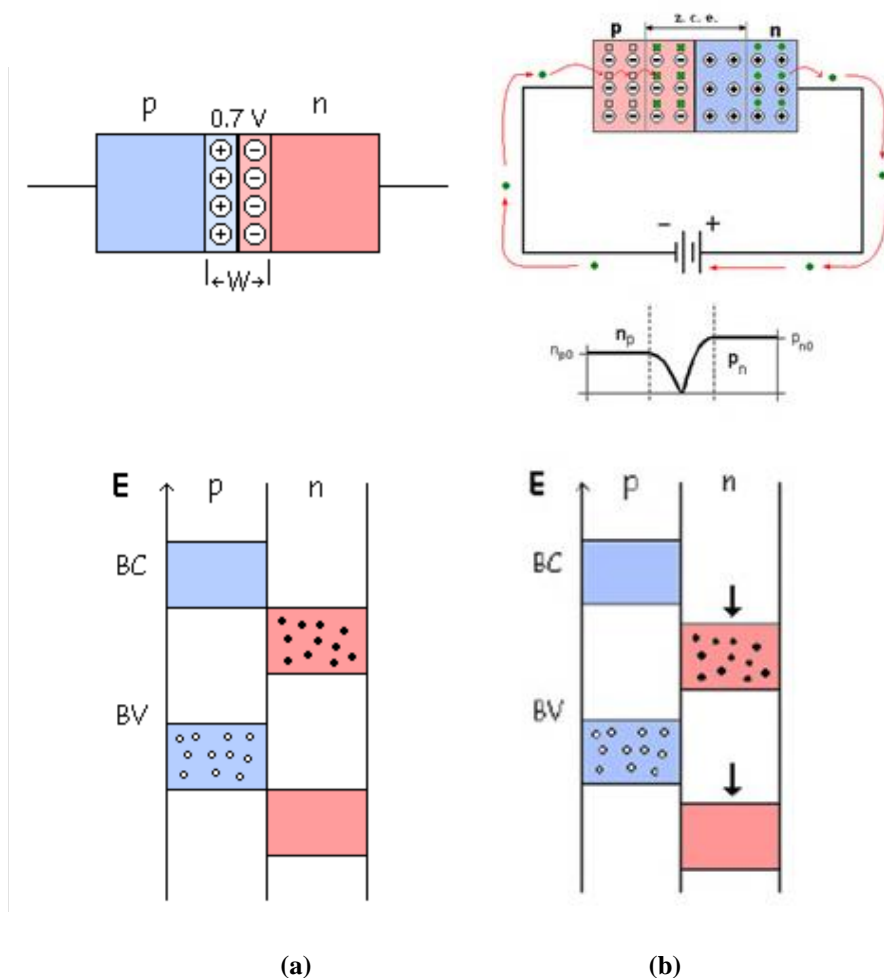 p
0.7 V
n
+ −
+ −
+ −
+ −
W
z. c. e.
p
n
− +
n_p0
n_p
p_n
p_n0
E
p
n
BC
BV
(a)
E
p
n
BC
BV
(b)